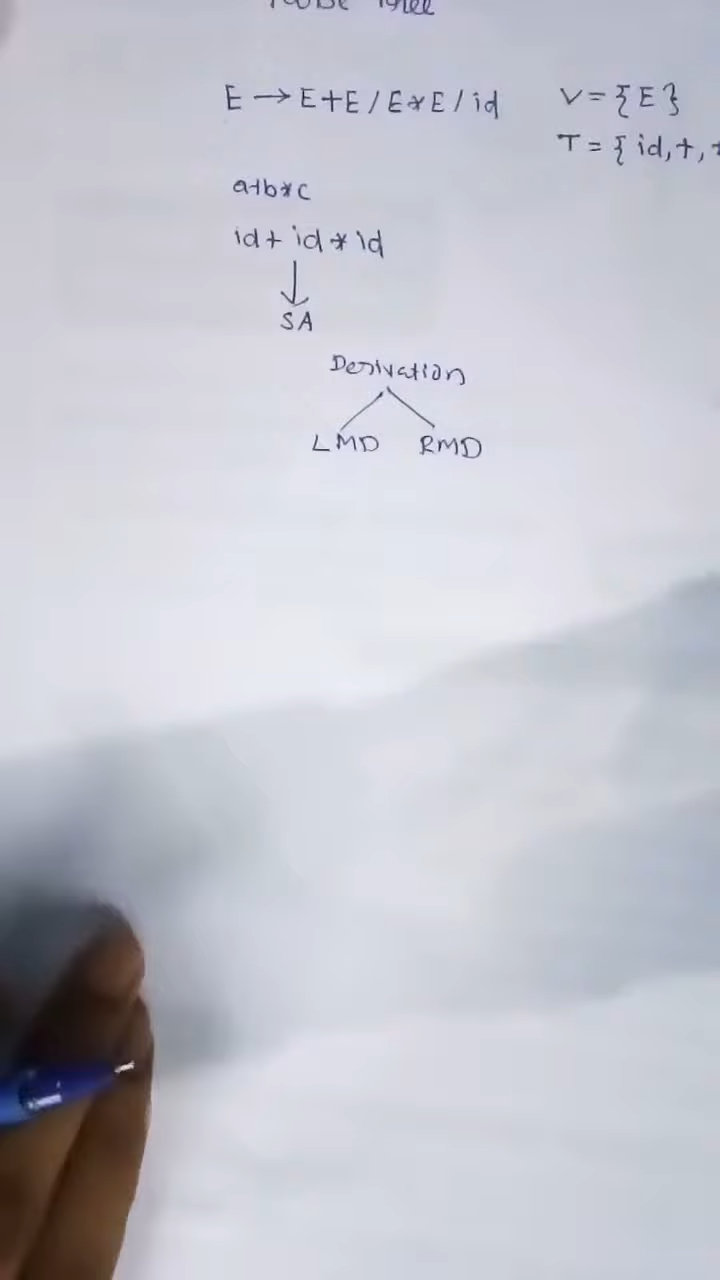 E → E+E / E*E / id V = {E}
T = { id, +,
a+b*c
id + id * id
↓
SA
Derivation
LMD RMD